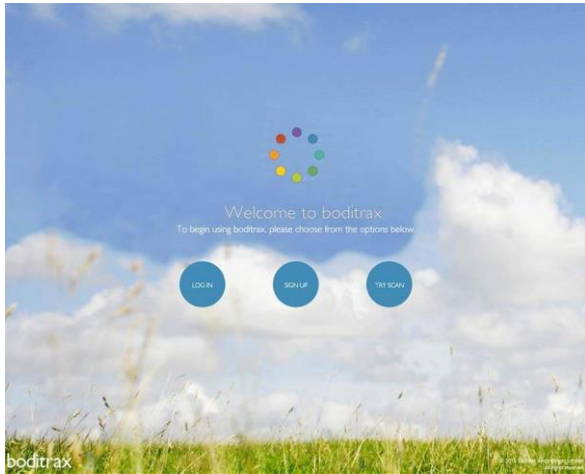 Welcome to boditrax
To begin using boditrax, please choose from the options below
LOG IN
SIGN UP
TRY SCAN
boditrax